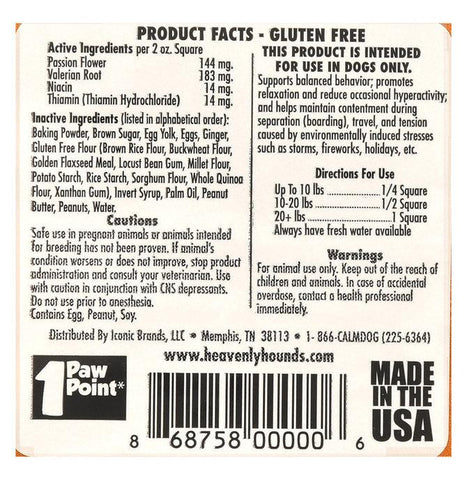 PRODUCT FACTS - GLUTEN FREE
Active Ingredients per 2 oz. Square
Passion Flower 144 mg.
Valerian Root 183 mg.
Niacin 14 mg.
Thiamin (Thiamin Hydrochloride) 14 mg.
Inactive Ingredients (listed in alphabetical order):
Baking Powder, Brown Sugar, Egg Yolk, Eggs, Ginger,
Gluten Free Flour (Brown Rice Flour, Buckwheat Flour,
Golden Flaxseed Meal, Locust Bean Gum, Millet Flour,
Potato Starch, Rice Starch, Sorghum Flour, Whole Quinoa
Flour, Xanthan Gum), Invert Syrup, Palm Oil, Peanut
Butter, Peanuts, Water.
Cautions
Safe use in pregnant animals or animals intended
for breeding has not been proven. If animal's
condition worsens or does not improve, stop product
administration and consult your veterinarian. Use
with caution in conjunction with CNS depressants.
Do not use prior to anesthesia.
Contains Egg, Peanut, Soy.
THIS PRODUCT IS INTENDED
FOR USE IN DOGS ONLY.
Supports balanced behavior; promotes
relaxation and reduce occasional hyperactivity;
and helps maintain contentment during
separation (boarding), travel, and tension
caused by environmentally induced stresses
such as storms, fireworks, holidays, etc.
Directions For Use
Up To 10 lbs ................ 1/4 Square
10-20 lbs .................... 1/2 Square
20+ lbs ........................... 1 Square
Always have fresh water available
Warnings
For animal use only. Keep out of the reach of
children and animals. In case of accidental
overdose, contact a health professional
immediately.
Distributed By Iconic Brands, LLC * Memphis, TN 38113 * 1- 866-CALMDOG (225-6364)
www.heavenlyhounds.com
1 Paw
Point*
MADE
IN THE
USA
8 68758 00000 6